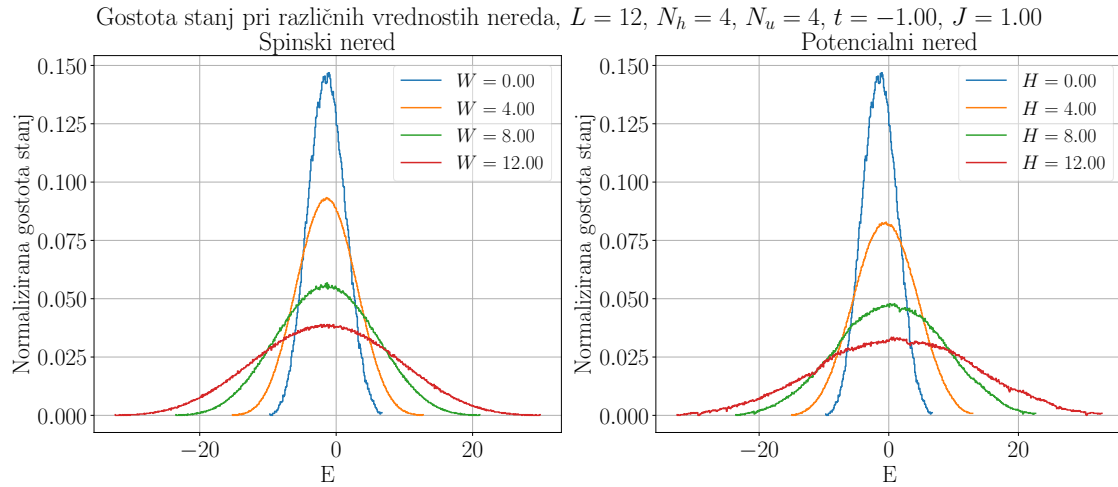 Gostota stanj pri različnih vrednostih nereda, L = 12, N_h = 4, N_u = 4, t = −1.00, J = 1.00
Spinski nered
Normalizirana gostota stanj
0.150
0.125
0.100
0.075
0.050
0.025
0.000
−20
0
20
E
W = 0.00
W = 4.00
W = 8.00
W = 12.00
Potencialni nered
Normalizirana gostota stanj
0.150
0.125
0.100
0.075
0.050
0.025
0.000
−20
0
20
E
H = 0.00
H = 4.00
H = 8.00
H = 12.00